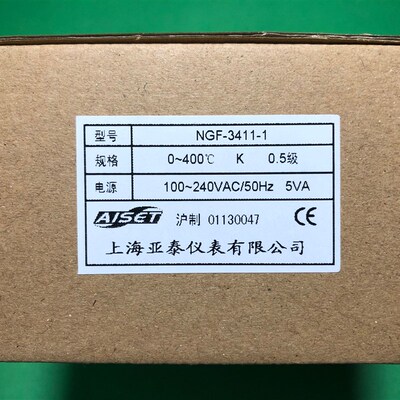 型号 NGF-3411-1
规格 0~400℃ K 0.5级
电源 100~240VAC/50Hz 5VA
AISET 沪制 01130047 CE
上海亚泰仪表有限公司